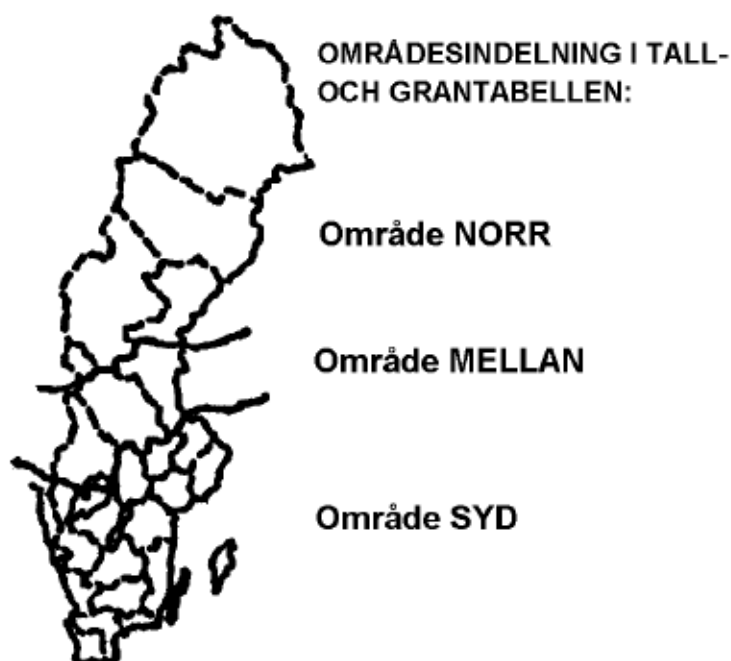 OMRÅDESINDELNING I TALL-
OCH GRANTABELLEN:
Område NORR
Område MELLAN
Område SYD